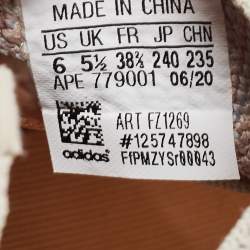 MADE IN CHINA
US UK FR JP CHN
6 5½ 38⅔ 240 235
APE 779001 06/20
ART FZ1269
#125747898
adidas FfPMZYSr00043